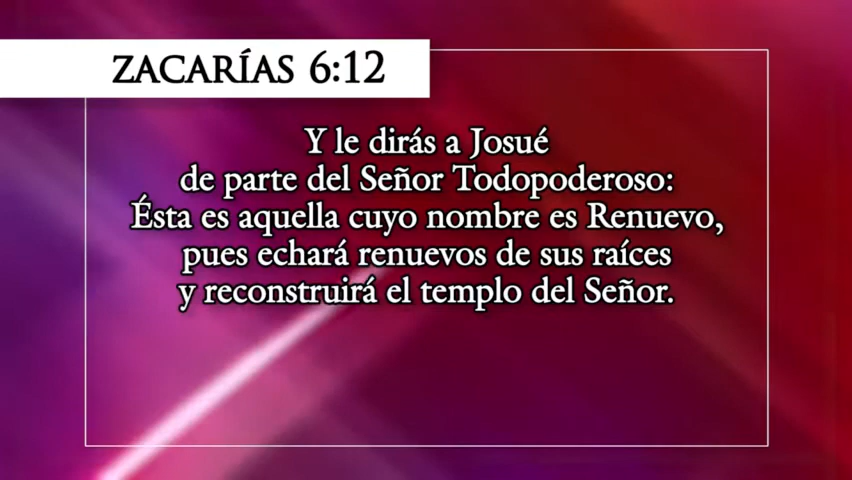 ZACARÍAS 6:12
Y le dirás a Josué
de parte del Señor Todopoderoso:
Ésta es aquella cuyo nombre es Renuevo,
pues echará renuevos de sus raíces
y reconstruirá el templo del Señor.